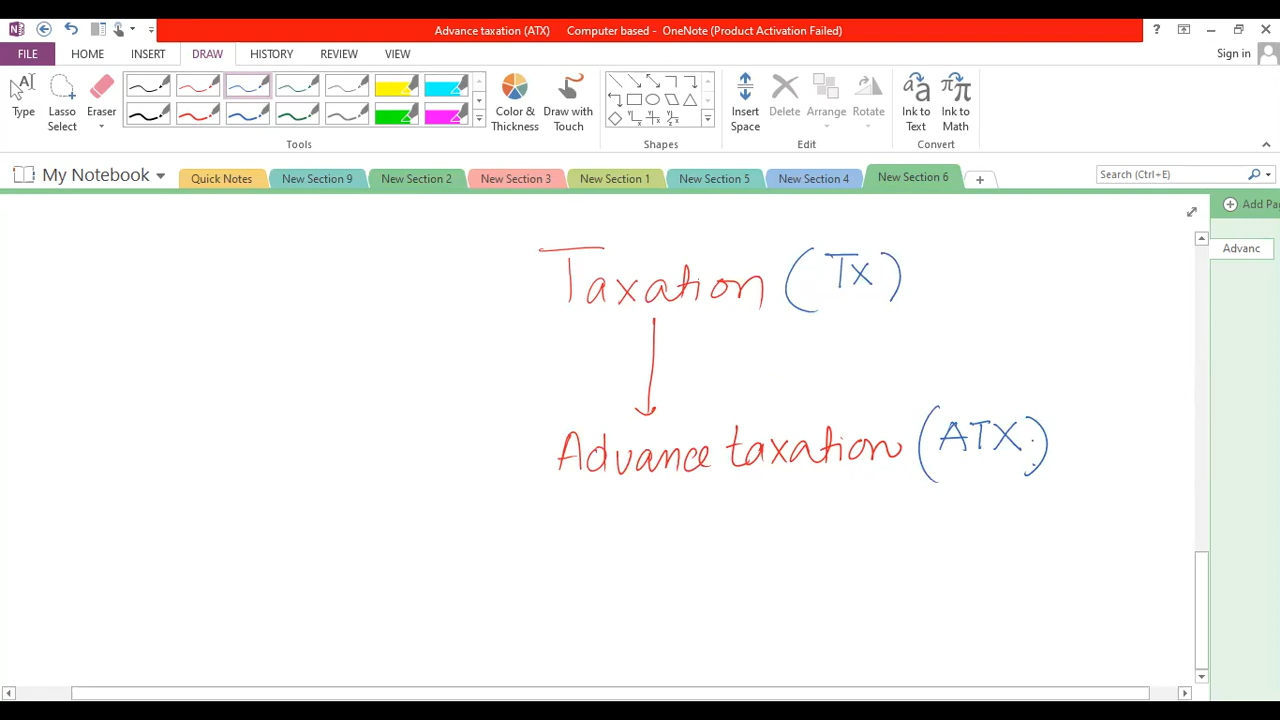 Advance taxation (ATX) Computer based - OneNote (Product Activation Failed)
FILE HOME INSERT DRAW HISTORY REVIEW VIEW Sign in
Type Lasso Select Eraser Color & Thickness Draw with Touch Insert Space Delete Arrange Rotate Ink to Text Ink to Math
Tools Shapes Edit Convert
My Notebook Quick Notes New Section 9 New Section 2 New Section 3 New Section 1 New Section 5 New Section 4 New Section 6 Search (Ctrl+E)
Add Pa
Advanc
Taxation (TX)
Advance taxation (ATX)